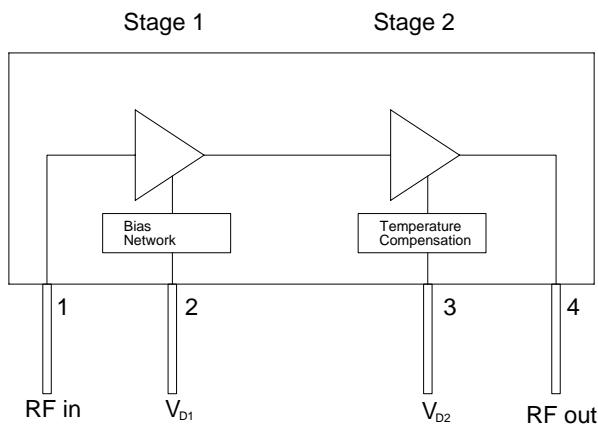 Stage 1 Stage 2
Bias
Network
Temperature
Compensation
1 2 3 4
RF in VD1 VD2 RF out